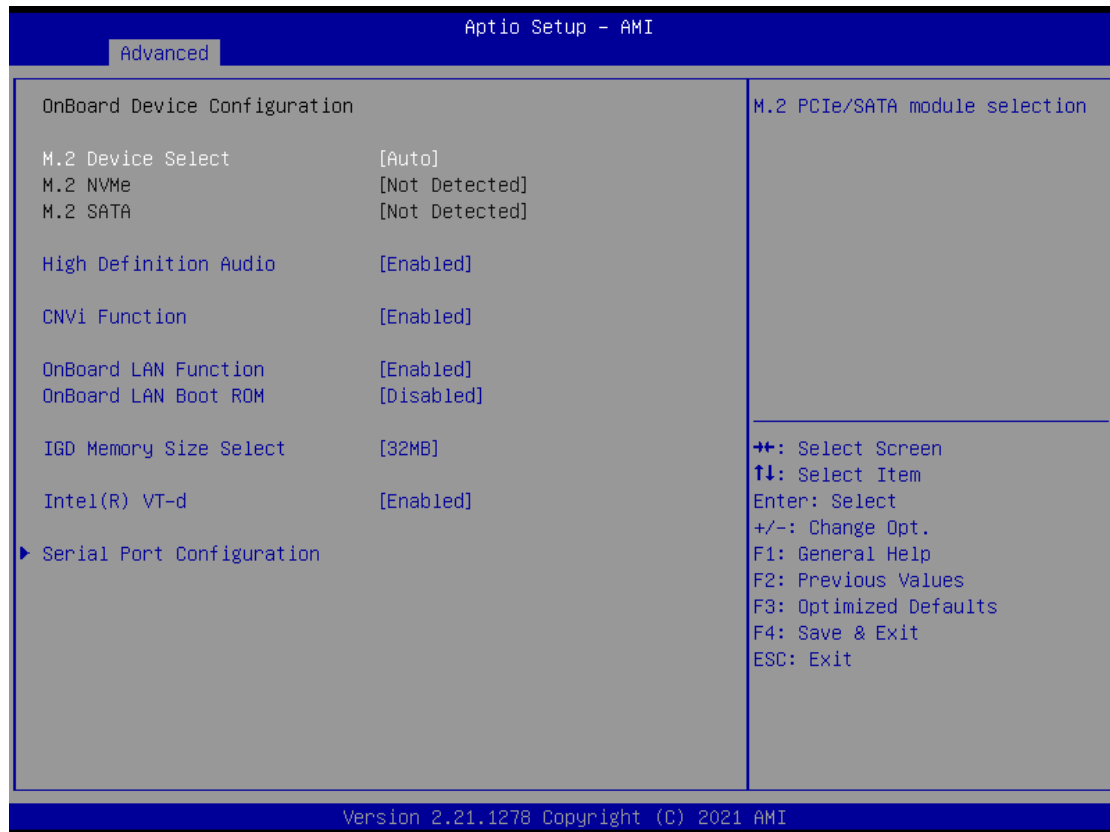 Aptio Setup – AMI
Advanced
OnBoard Device Configuration
M.2 Device Select [Auto]
M.2 NVMe [Not Detected]
M.2 SATA [Not Detected]
High Definition Audio [Enabled]
CNVi Function [Enabled]
OnBoard LAN Function [Enabled]
OnBoard LAN Boot ROM [Disabled]
IGD Memory Size Select [32MB]
Intel(R) VT-d [Enabled]
Serial Port Configuration
M.2 PCIe/SATA module selection
→←: Select Screen
↑↓: Select Item
Enter: Select
+/-: Change Opt.
F1: General Help
F2: Previous Values
F3: Optimized Defaults
F4: Save & Exit
ESC: Exit
Version 2.21.1278 Copyright (C) 2021 AMI